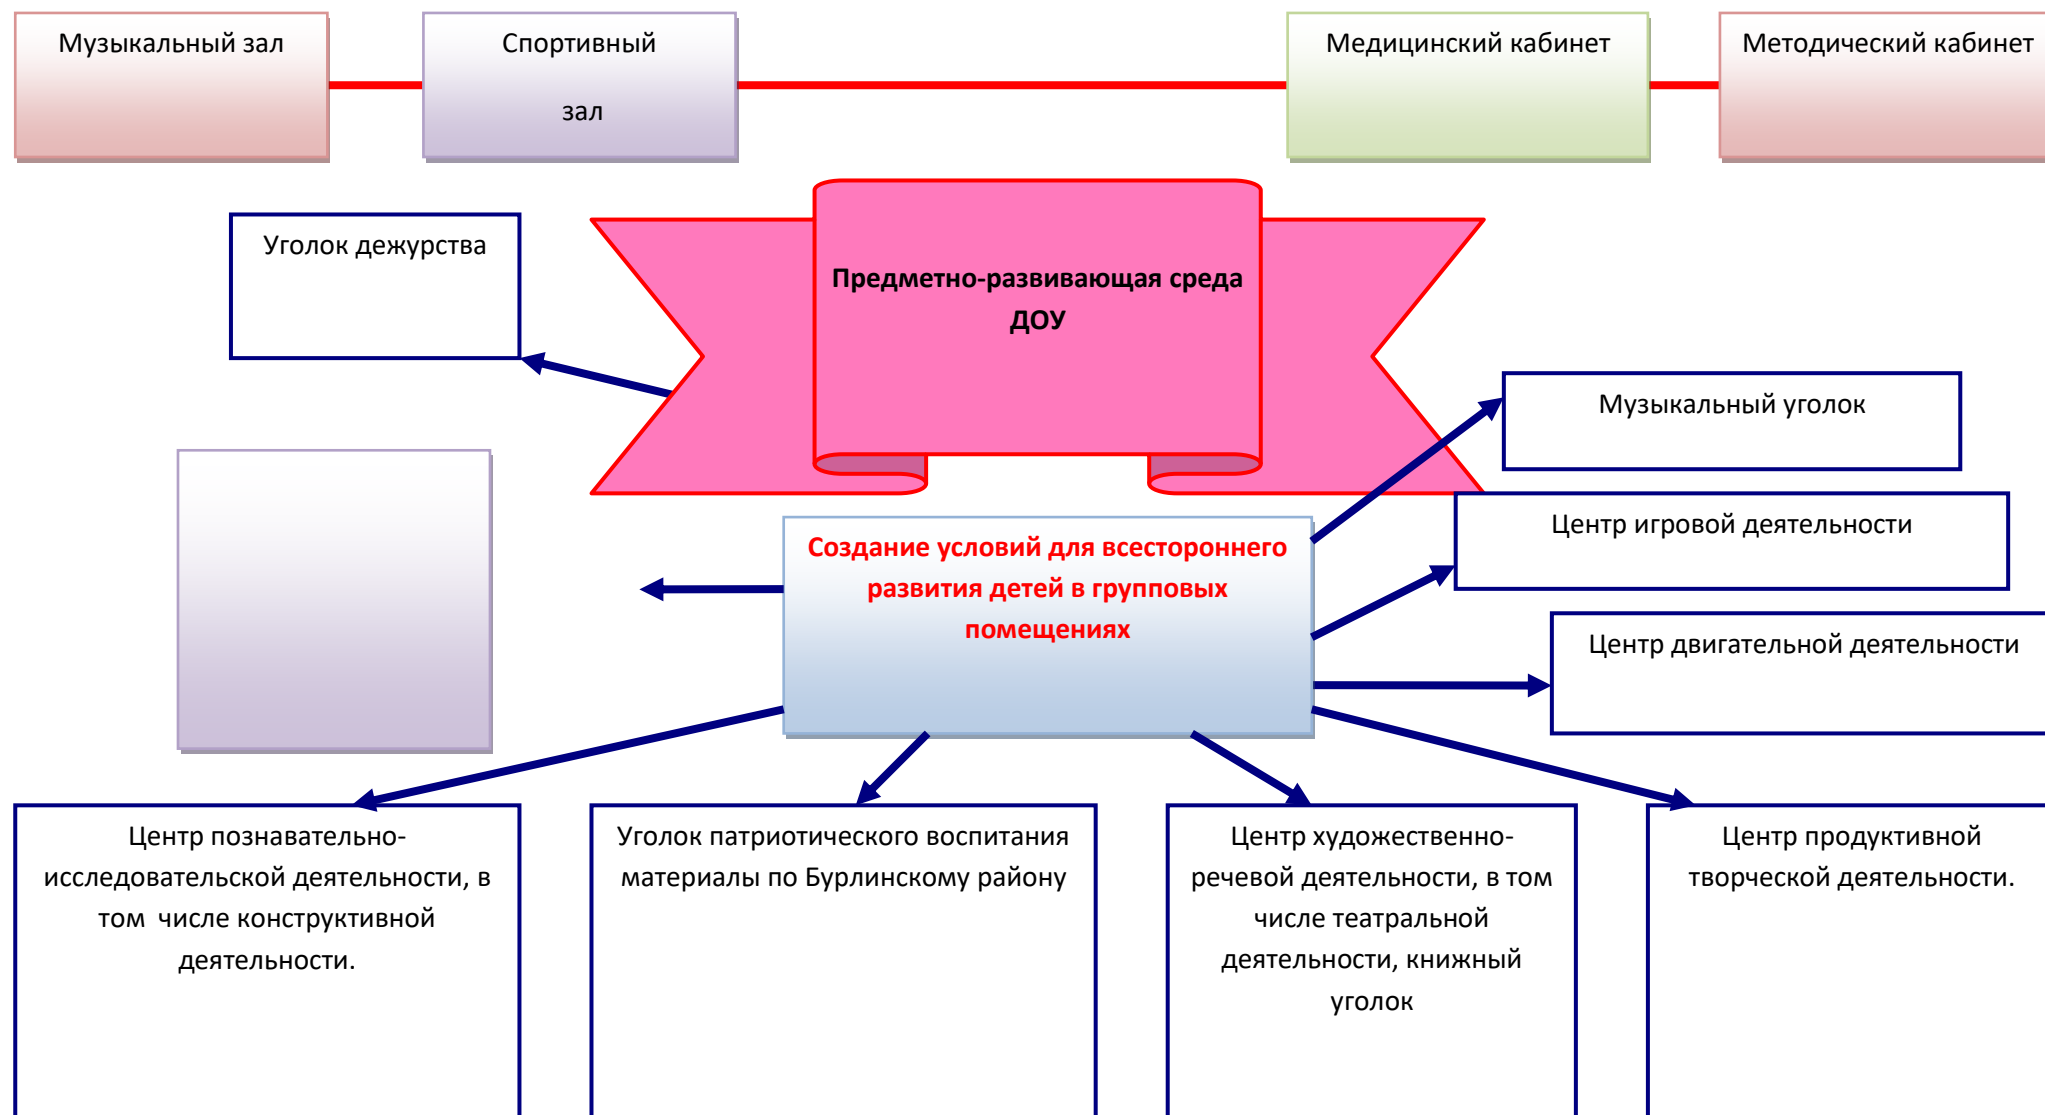 Музыкальный зал
Спортивный
зал
Медицинский кабинет
Методический кабинет
Уголок дежурства
Предметно-развивающая среда
ДОУ
Музыкальный уголок
Центр игровой деятельности
Создание условий для всестороннего
развития детей в групповых
помещениях
Центр двигательной деятельности
Центр познавательно-
исследовательской деятельности, в
том  числе конструктивной
деятельности.
Уголок патриотического воспитания
материалы по Бурлинскому району
Центр художественно-
речевой деятельности, в том
числе театральной
деятельности, книжный
уголок
Центр продуктивной
творческой деятельности.